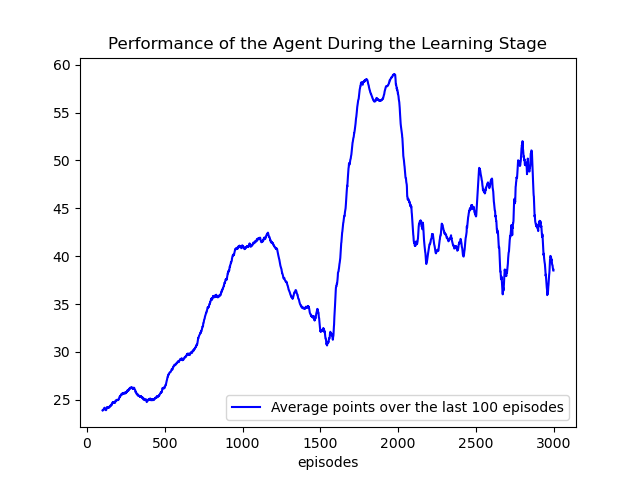 Performance of the Agent During the Learning Stage
60
55
50
45
40
35
30
25
Average points over the last 100 episodes
0 500 1000 1500 2000 2500 3000
episodes